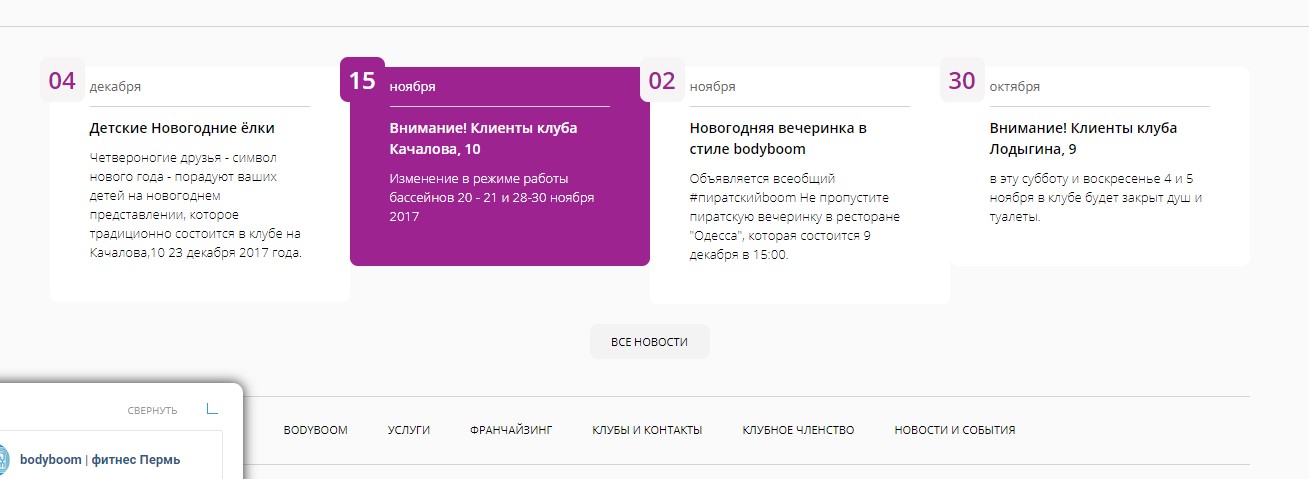 04
декабря
Детские Новогодние ёлки
Четвероногие друзья - символ
нового года - порадуют ваших
детей на новогоднем
представлении, которое
традиционно состоится в клубе на
Качалова,10 23 декабря 2017 года.
15
ноября
Внимание! Клиенты клуба
Качалова, 10
Изменение в режиме работы
бассейнов 20 - 21 и 28-30 ноября
2017
02
ноября
Новогодняя вечеринка в
стиле bodyboom
Объявляется всеобщий
#пиратскийboom Не пропустите
пиратскую вечеринку в ресторане
"Одесса", которая состоится 9
декабря в 15:00.
30
октября
Внимание! Клиенты клуба
Лодыгина, 9
в эту субботу и воскресенье 4 и 5
ноября в клубе будет закрыт душ и
туалеты.
ВСЕ НОВОСТИ
СВЕРНУТЬ
bodyboom | фитнес Пермь
BODYBOOM УСЛУГИ ФРАНЧАЙЗИНГ КЛУБЫ И КОНТАКТЫ КЛУБНОЕ ЧЛЕНСТВО НОВОСТИ И СОБЫТИЯ